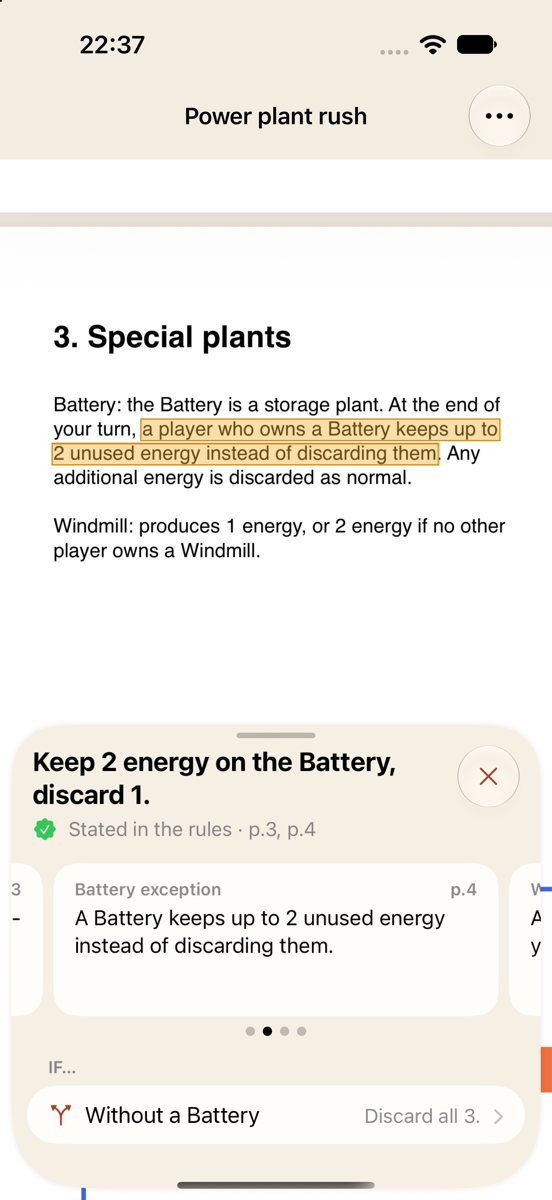 22:37
Power plant rush
3. Special plants
Battery: the Battery is a storage plant. At the end of
your turn, a player who owns a Battery keeps up to
2 unused energy instead of discarding them. Any
additional energy is discarded as normal.
Windmill: produces 1 energy, or 2 energy if no other
player owns a Windmill.
Keep 2 energy on the Battery,
discard 1.
Stated in the rules · p.3, p.4
3
-
Battery exception p.4
A Battery keeps up to 2 unused energy
instead of discarding them.
A
y
IF...
Without a Battery Discard all 3.